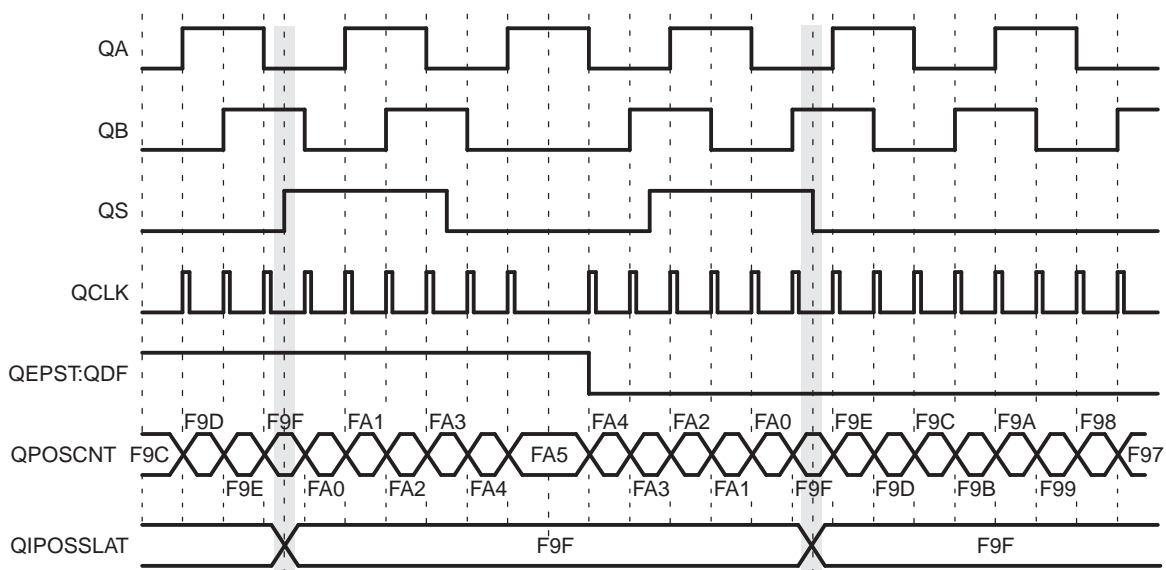 QA
QB
QS
QCLK
QEPST:QDF
F9D F9F FA1 FA3 FA4 FA2 FA0 F9E F9C F9A F98
QPOSCNT F9C FA5 F97
F9E FA0 FA2 FA4 FA3 FA1 F9F F9D F9B F99
QIPOSSLAT F9F F9F